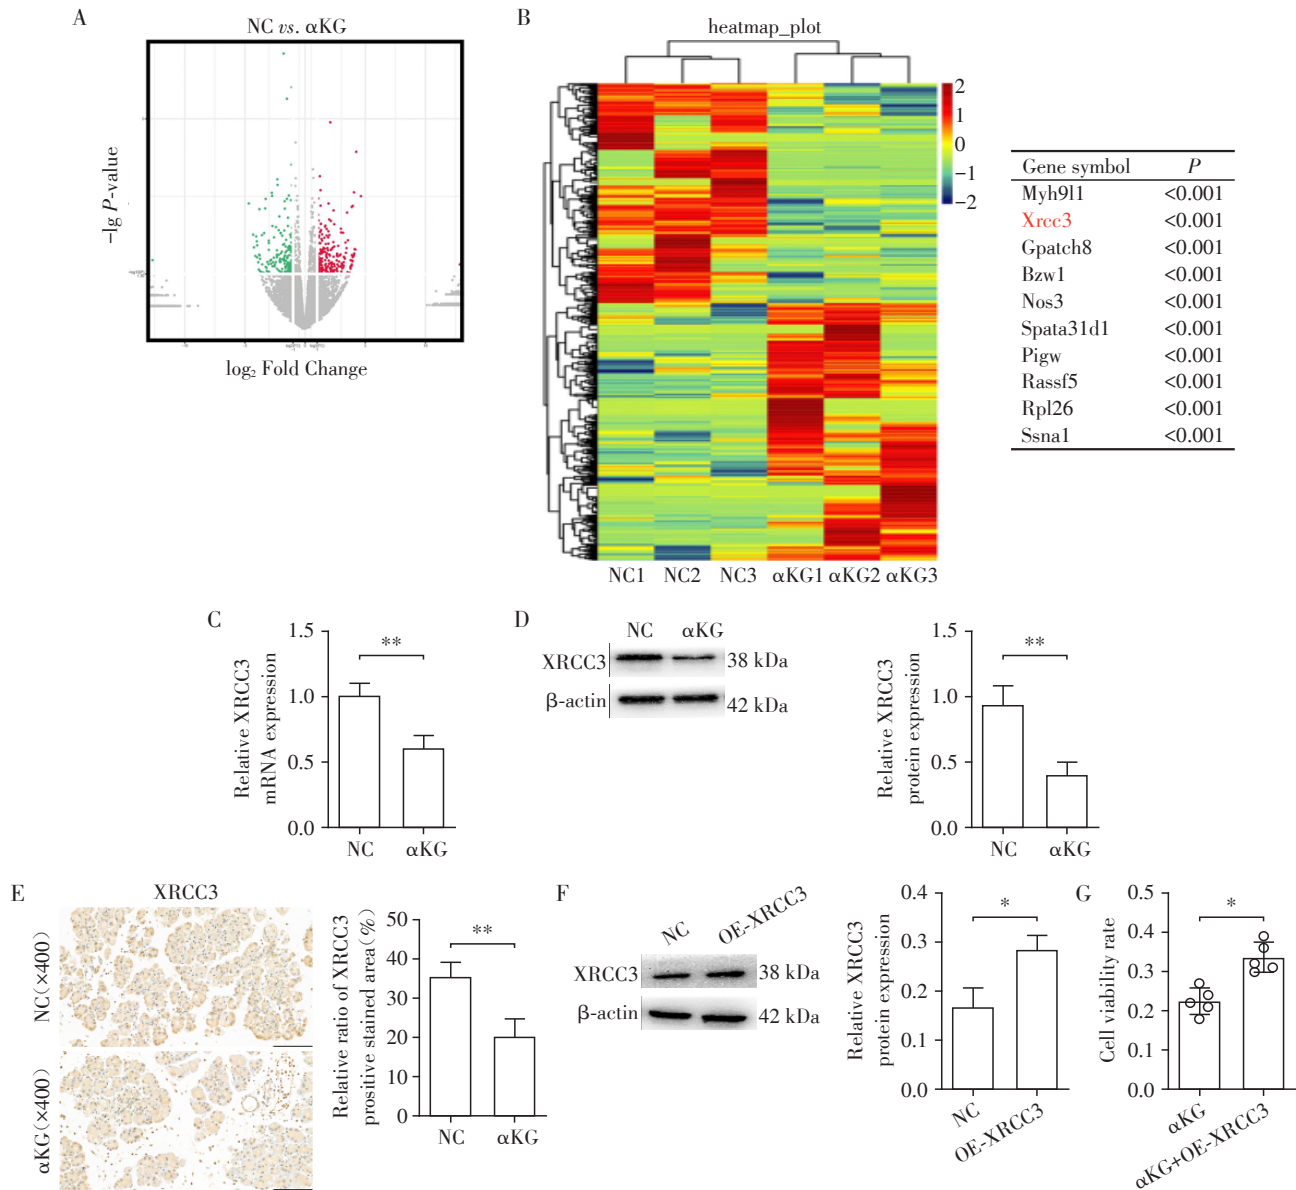 A
NC vs. αKG
−lg P-value
log₂ Fold Change
B
heatmap_plot
2
1
0
−1
−2
NC1 NC2 NC3 αKG1 αKG2 αKG3
Gene symbol P
Myh9l1 <0.001
Xrcc3 <0.001
Gpatch8 <0.001
Bzw1 <0.001
Nos3 <0.001
Spata31d1 <0.001
Pigw <0.001
Rassf5 <0.001
Rpl26 <0.001
Ssna1 <0.001
C
Relative XRCC3
mRNA expression
1.5
1.0
0.5
0.0
**
NC αKG
D
NC αKG
XRCC3 38 kDa
β-actin 42 kDa
Relative XRCC3
protein expression
1.5
1.0
0.5
0.0
**
NC αKG
E
XRCC3
NC(×400)
αKG(×400)
Relative ratio of XRCC3
prositive stained area(%)
50
40
30
20
10
0
**
NC αKG
F
NC OE-XRCC3
XRCC3 38 kDa
β-actin 42 kDa
Relative XRCC3
protein expression
0.4
0.3
0.2
0.1
0.0
*
NC
OE-XRCC3
G
Cell viability rate
0.5
0.4
0.3
0.2
0.1
0.0
*
αKG
αKG+OE-XRCC3